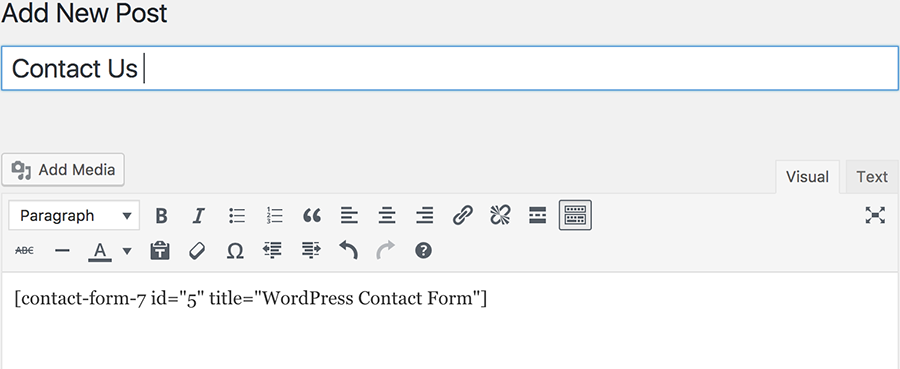 Add New Post
Contact Us
Add Media
Visual Text
Paragraph B I
ABC A Ω ?
[contact-form-7 id="5" title="WordPress Contact Form"]